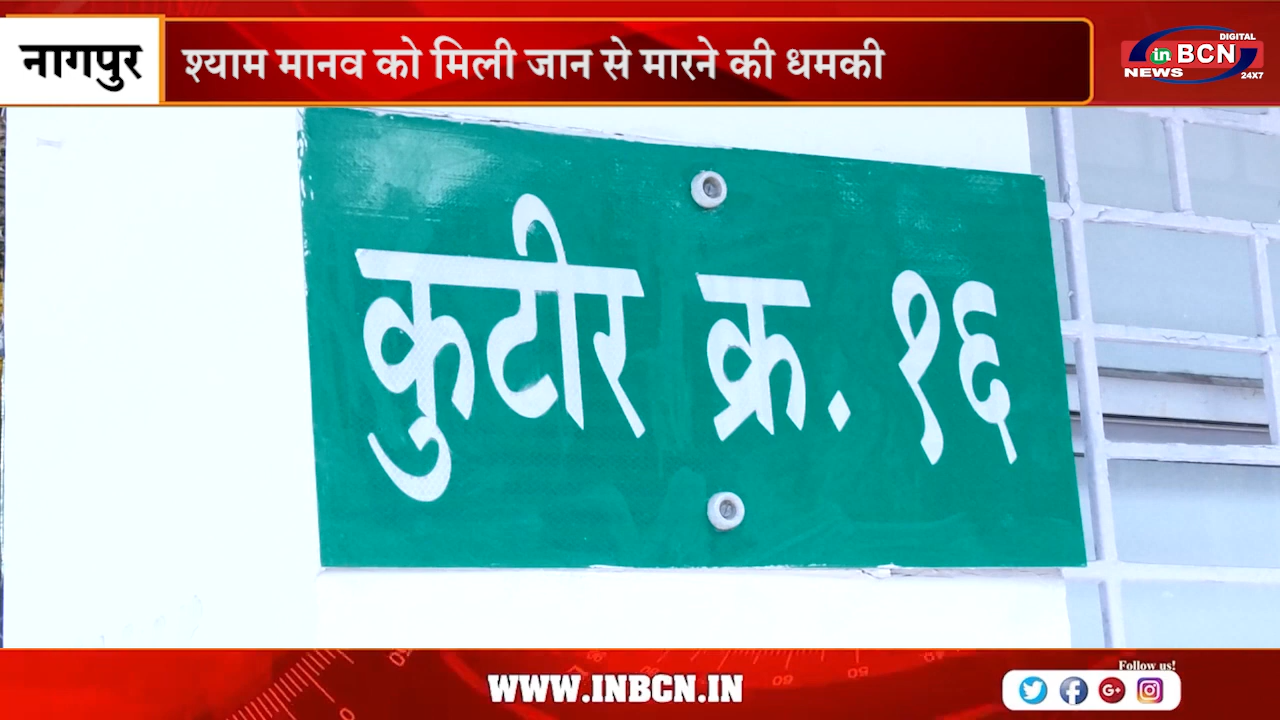 नागपुर
श्याम मानव को मिली जान से मारने की धमकी
DIGITAL
in BCN
NEWS
24X7
कुटीर क्र. १६
WWW.INBCN.IN
Follow us!